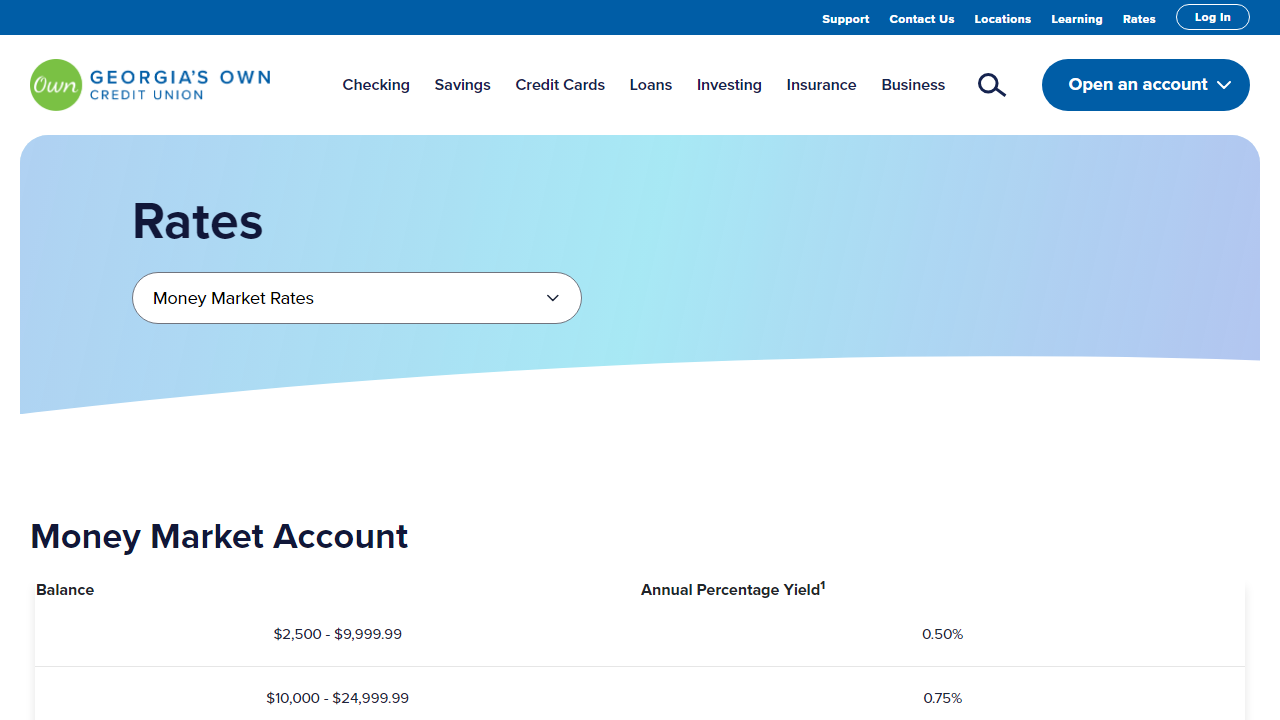 Support Contact Us Locations Learning Rates Log In
Own GEORGIA'S OWN
CREDIT UNION
Checking Savings Credit Cards Loans Investing Insurance Business Open an account
Rates
Money Market Rates
Money Market Account
Balance Annual Percentage Yield1
$2,500 - $9,999.99 0.50%
$10,000 - $24,999.99 0.75%